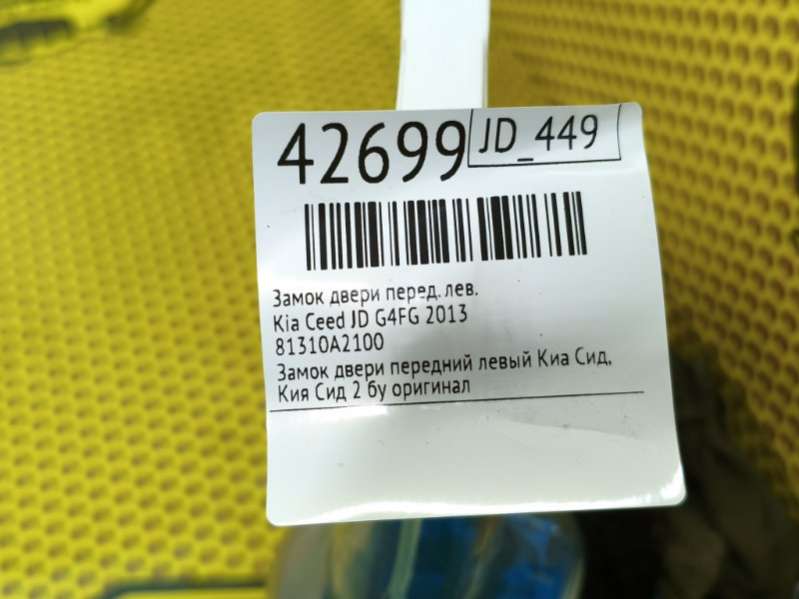 42699 JD_449
Замок двери перед. лев.
Kia Ceed JD G4FG 2013
81310A2100
Замок двери передний левый Киа Сид,
Кия Сид 2 бу оригинал